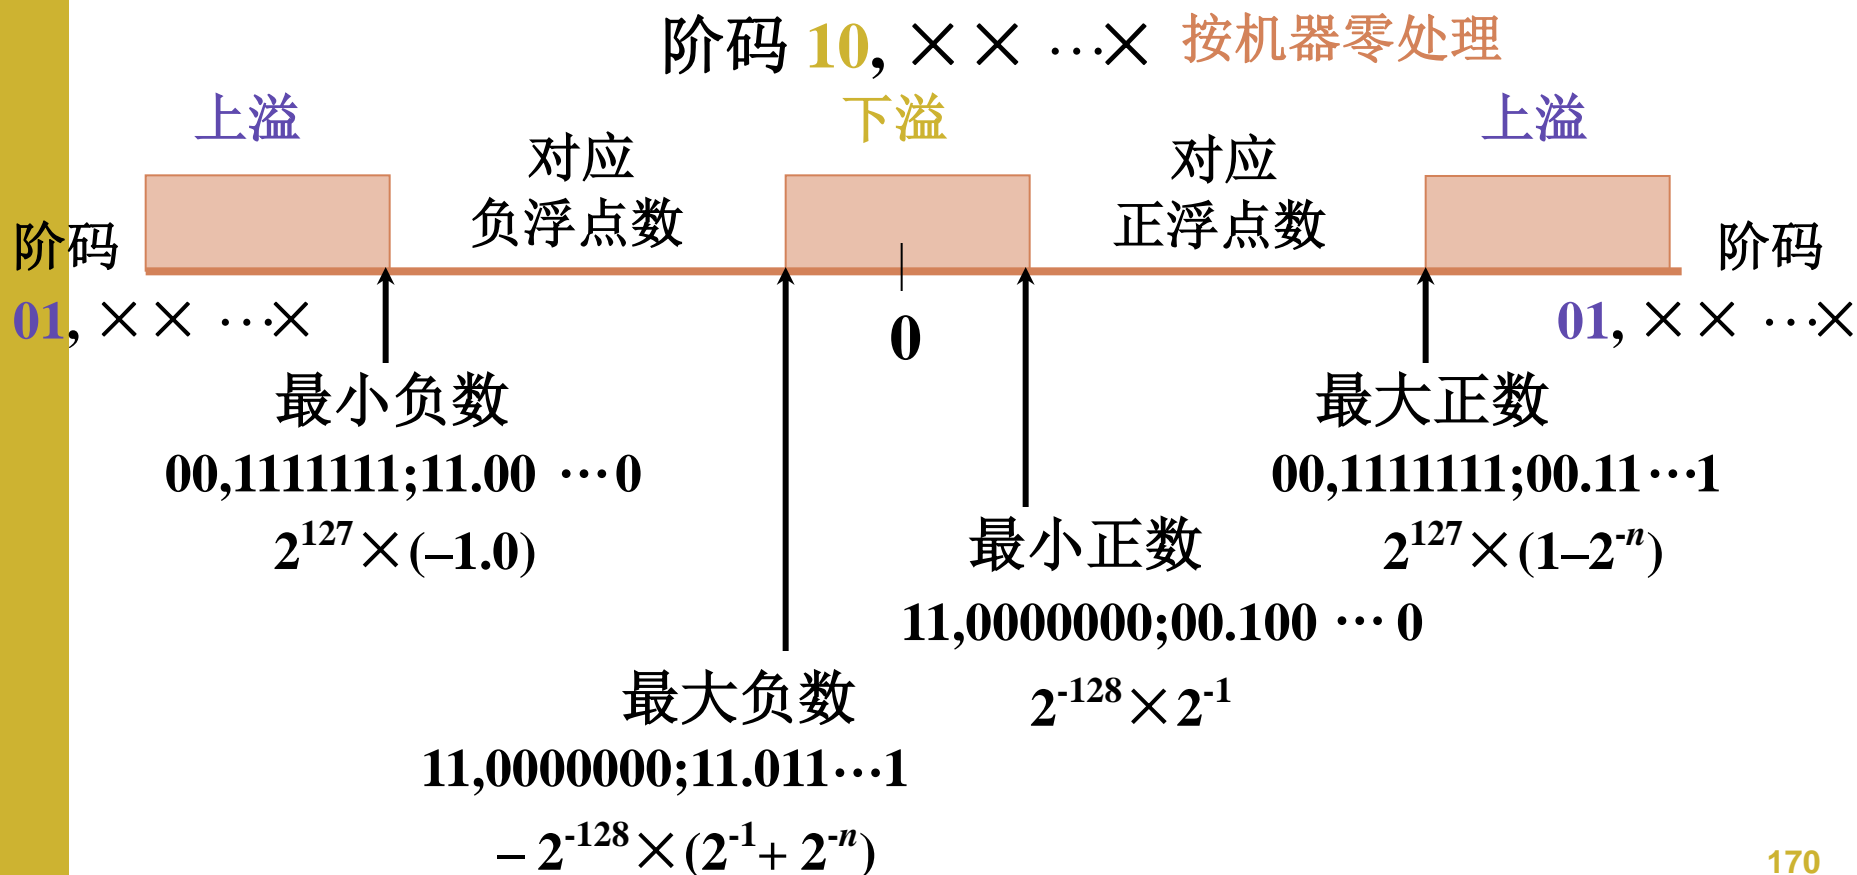 阶码 10, × × …× 按机器零处理
上溢 下溢 上溢
对应 对应
负浮点数 正浮点数
阶码 阶码
01, × × …× 0 01, × × …×
最小负数 最大正数
00,1111111;11.00 …0 00,1111111;00.11…1
2^127×(–1.0) 2^127×(1–2^-n)
最小正数
11,0000000;00.100 … 0
2^-128×2^-1
最大负数
11,0000000;11.011…1
– 2^-128×(2^-1+ 2^-n)
170